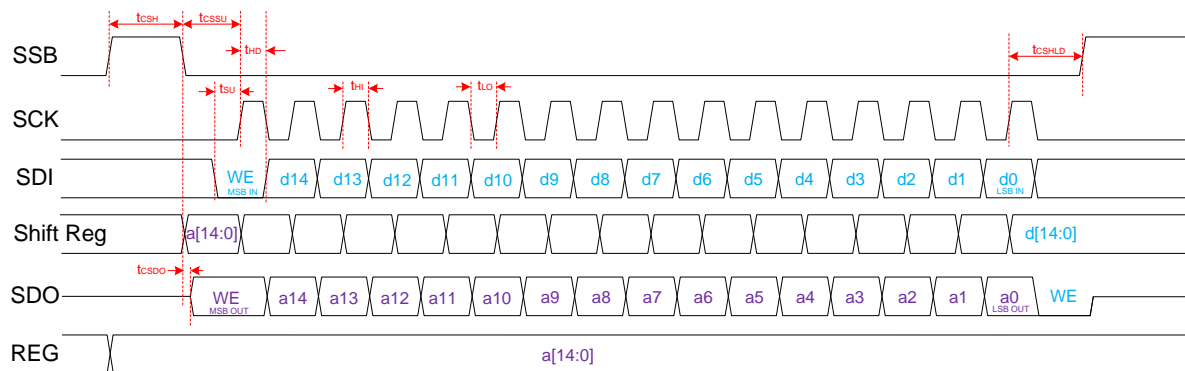 tCSH tCSSU
SSB tHD tCSHLD
tSU tHI tLO
SCK
SDI WE d14 d13 d12 d11 d10 d9 d8 d7 d6 d5 d4 d3 d2 d1 d0
MSB IN LSB IN
Shift Reg a[14:0] d[14:0]
tCSDO
SDO WE a14 a13 a12 a11 a10 a9 a8 a7 a6 a5 a4 a3 a2 a1 a0 WE
MSB OUT LSB OUT
REG a[14:0]